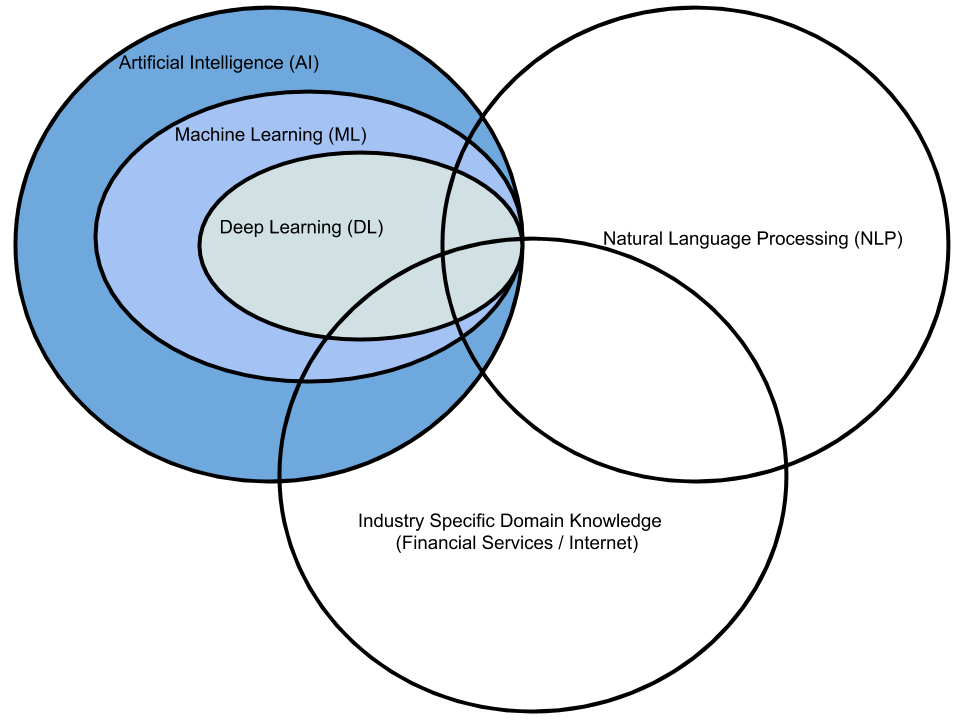 Artificial Intelligence (AI)
Machine Learning (ML)
Deep Learning (DL)
Natural Language Processing (NLP)
Industry Specific Domain Knowledge
(Financial Services / Internet)